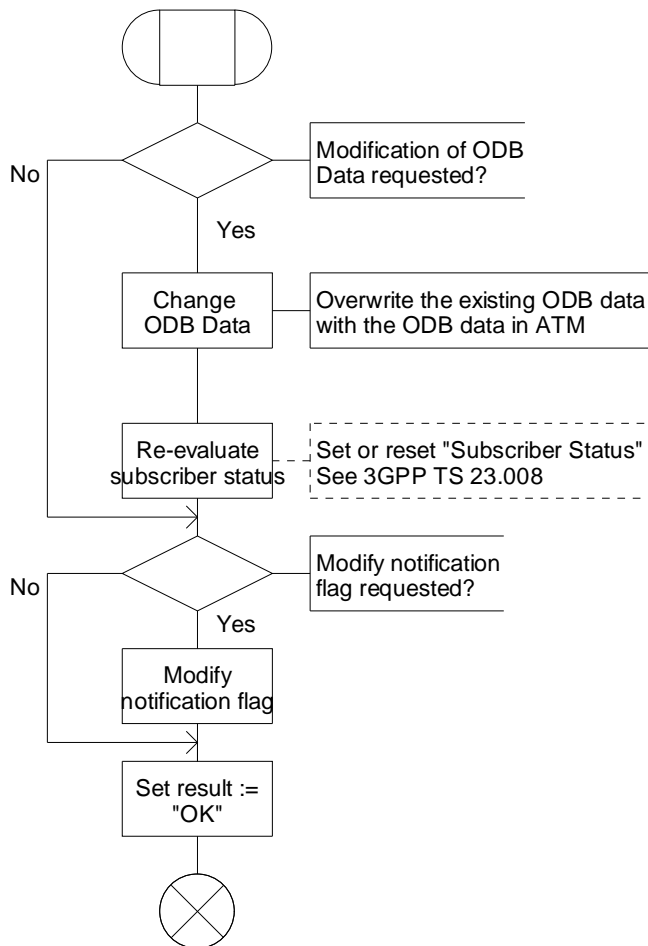 Modification of ODB
Data requested?
No
Yes
Change
ODB Data
Overwrite the existing ODB data
with the ODB data in ATM
Re-evaluate
subscriber status
Set or reset "Subscriber Status"
See 3GPP TS 23.008
Modify notification
flag requested?
No
Yes
Modify
notification flag
Set result :=
"OK"